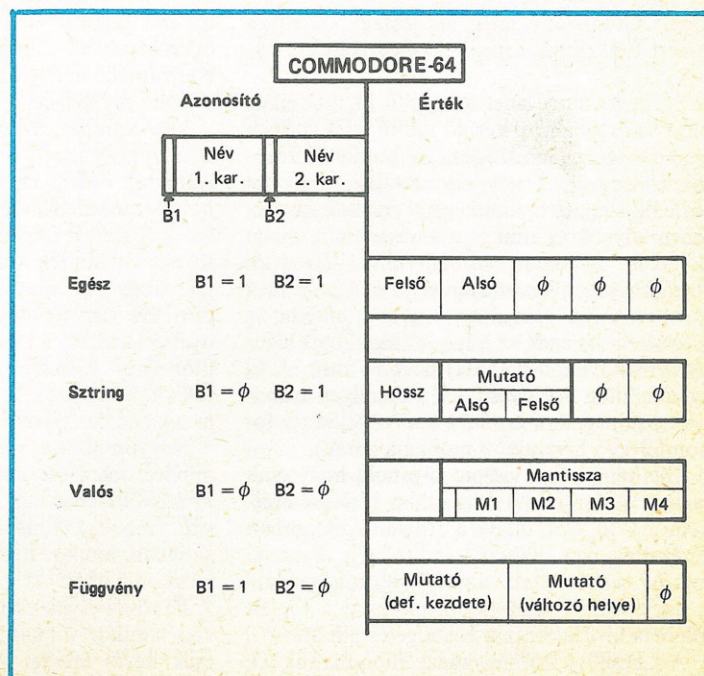 COMMODORE-64
Azonosító Érték
Név Név
1. kar. 2. kar.
B1 B2
Egész B1 = 1 B2 = 1 Felső Alsó ϕ ϕ ϕ
Sztring B1 = ϕ B2 = 1 Hossz Mutató ϕ ϕ
Alsó Felső
Valós B1 = ϕ B2 = ϕ Mantissza
M1 M2 M3 M4
Függvény B1 = 1 B2 = ϕ Mutató Mutató ϕ
(def. kezdete) (változó helye)